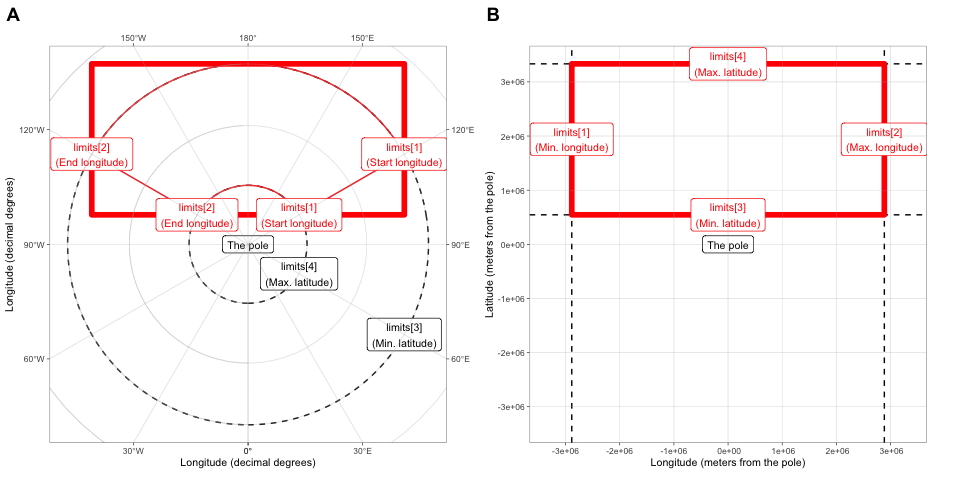 A
150°W
180°
150°E
120°W
120°E
limits[2]
(End longitude)
limits[1]
(Start longitude)
limits[2]
(End longitude)
limits[1]
(Start longitude)
90°W
The pole
90°E
limits[4]
(Max. latitude)
limits[3]
(Min. latitude)
60°W
60°E
30°W
0°
30°E
Longitude (decimal degrees)
Longitude (decimal degrees)
B
limits[4]
(Max. latitude)
3e+06
limits[1]
(Min. longitude)
2e+06
limits[2]
(Max. longitude)
1e+06
limits[3]
(Min. latitude)
0e+00
The pole
-1e+06
-2e+06
-3e+06
-3e+06
-2e+06
-1e+06
0e+00
1e+06
2e+06
3e+06
Longitude (meters from the pole)
Latitude (meters from the pole)